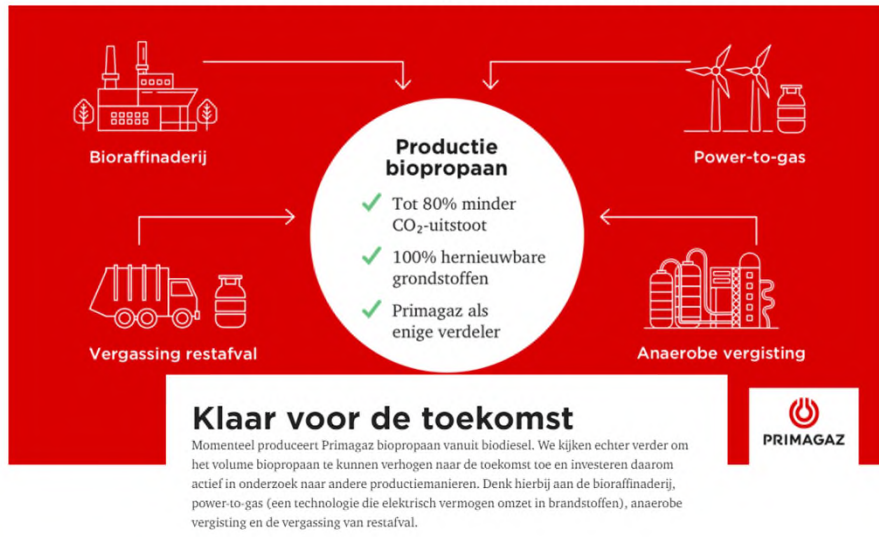 Bioraffinaderij
Power-to-gas
Productie
biopropaan
Tot 80% minder
CO₂-uitstoot
100% hernieuwbare
grondstoffen
Primagaz als
enige verdeler
Vergassing restafval
Anaerobe vergisting
Klaar voor de toekomst
Momenteel produceert Primagaz biopropaan vanuit biodiesel. We kijken echter verder om
het volume biopropaan te kunnen verhogen naar de toekomst toe en investeren daarom
actief in onderzoek naar andere productiemanieren. Denk hierbij aan de bioraffinaderij,
power-to-gas (een technologie die elektrisch vermogen omzet in brandstoffen), anaerobe
vergisting en de vergassing van restafval.
PRIMAGAZ